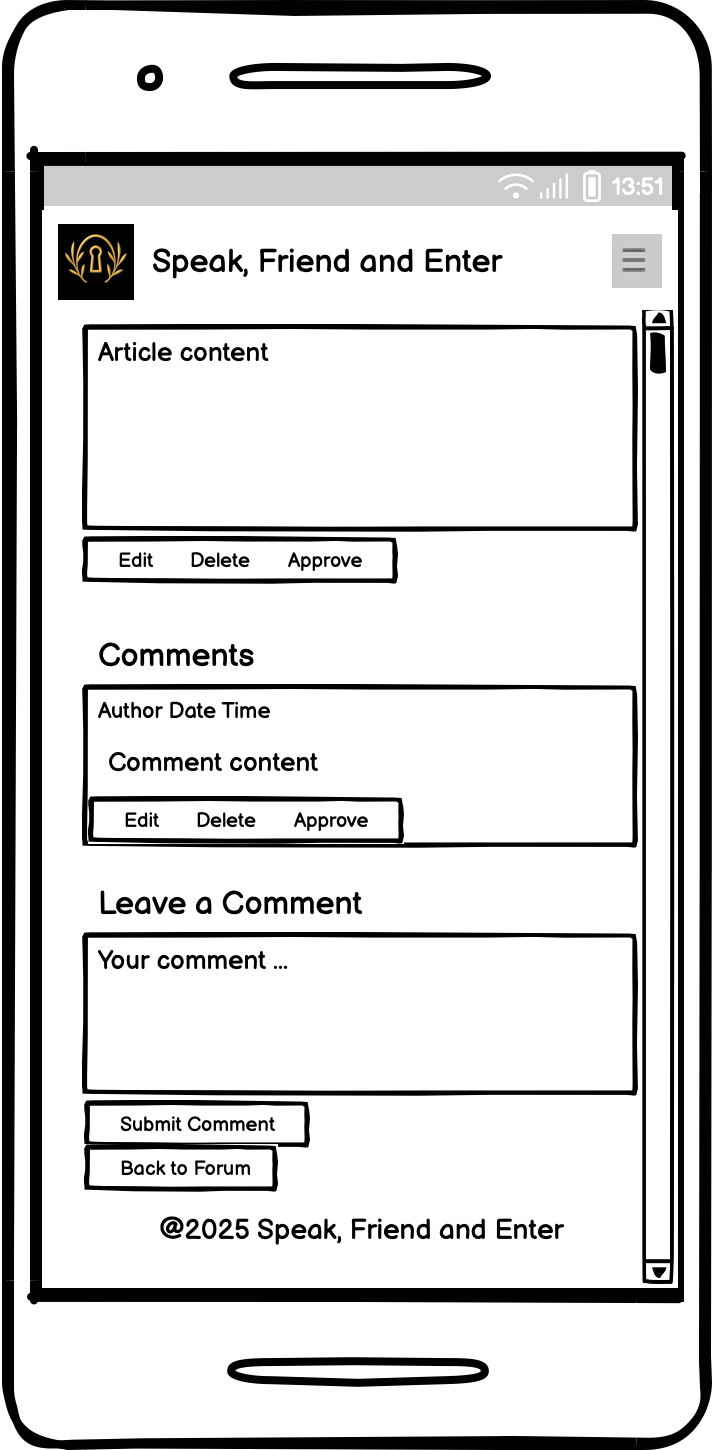 13:51
Speak, Friend and Enter
Article content
Edit Delete Approve
Comments
Author Date Time
Comment content
Edit Delete Approve
Leave a Comment
Your comment ...
Submit Comment
Back to Forum
@2025 Speak, Friend and Enter